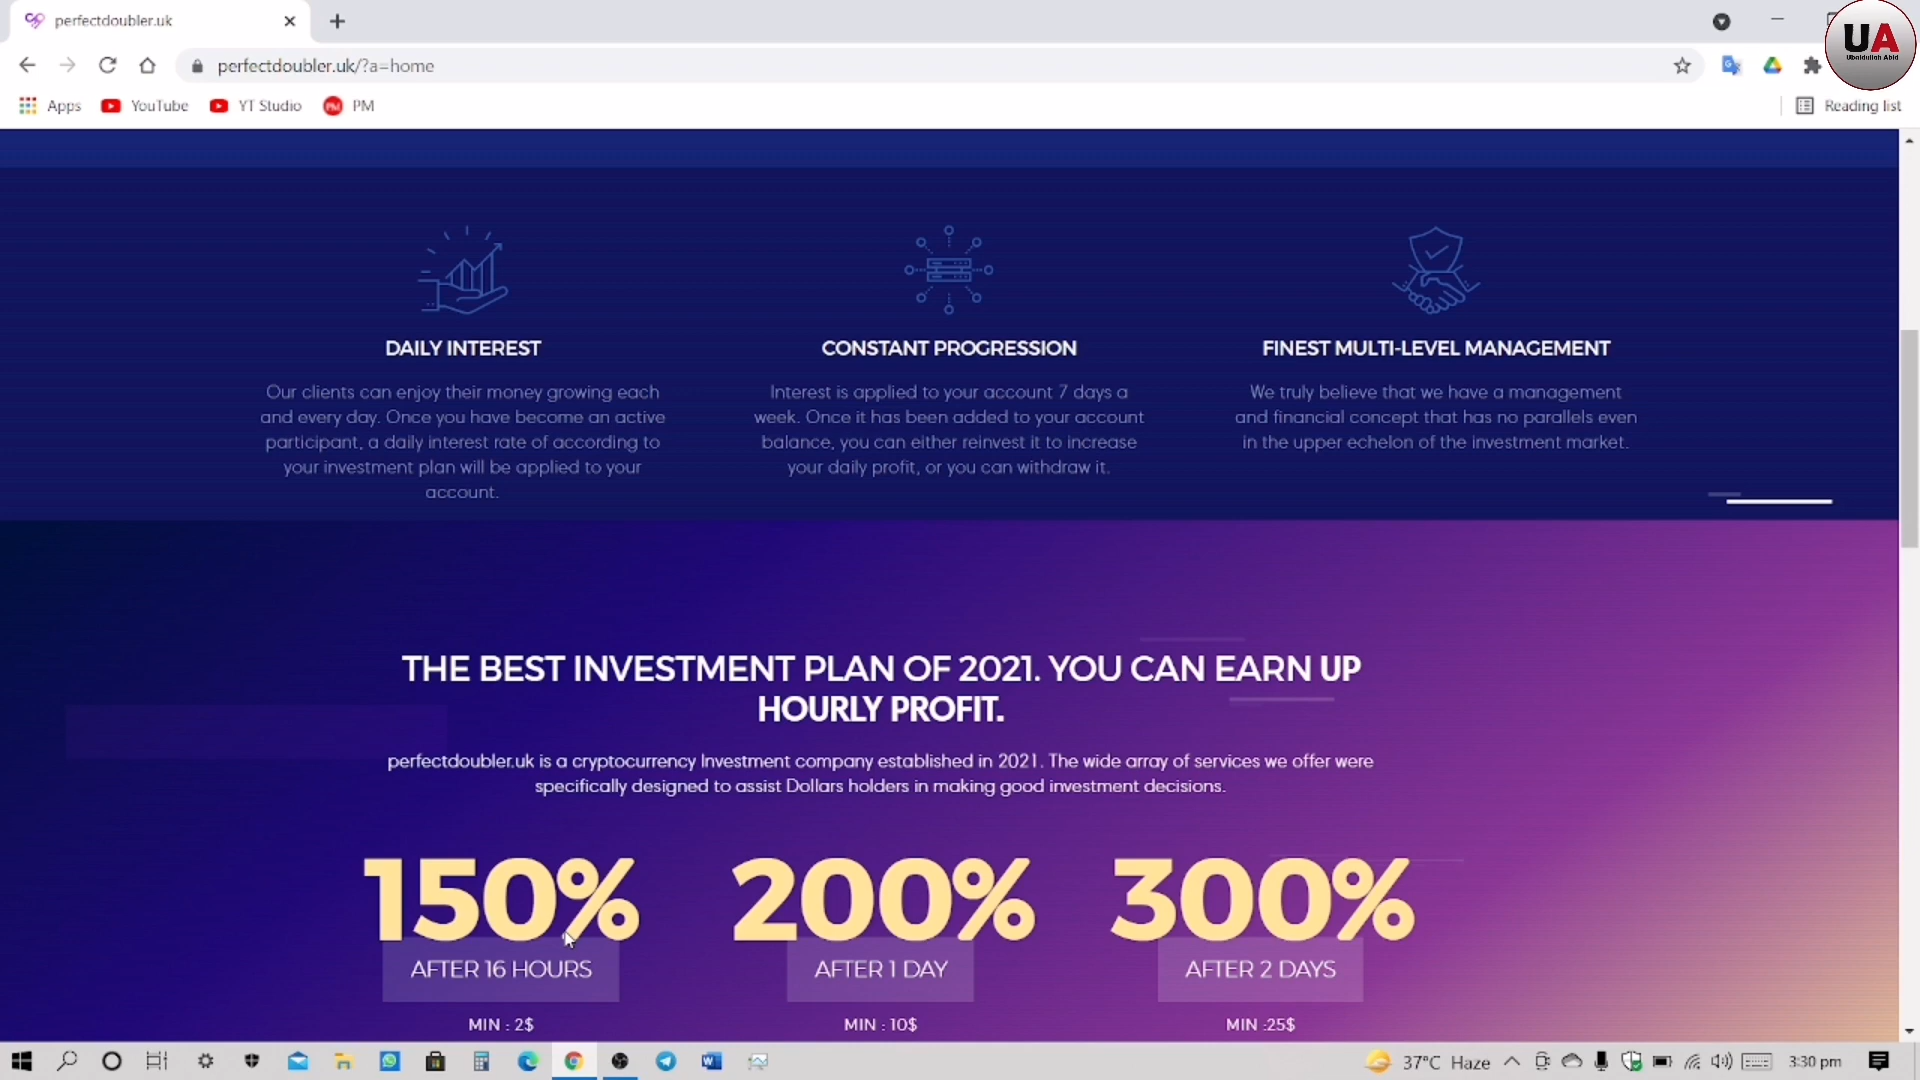 perfectdoubler.uk
UA
Ubaidullah Abid
perfectdoubler.uk/?a=home
Apps YouTube YT Studio PM PM Reading list
DAILY INTEREST
Our clients can enjoy their money growing each
and every day. Once you have become an active
participant, a daily interest rate of according to
your investment plan will be applied to your
account.
CONSTANT PROGRESSION
Interest is applied to your account 7 days a
week. Once it has been added to your account
balance, you can either reinvest it to increase
your daily profit, or you can withdraw it.
FINEST MULTI-LEVEL MANAGEMENT
We truly believe that we have a management
and financial concept that has no parallels even
in the upper echelon of the investment market.
THE BEST INVESTMENT PLAN OF 2021. YOU CAN EARN UP
HOURLY PROFIT.
perfectdoubler.uk is a cryptocurrency Investment company established in 2021. The wide array of services we offer were
specifically designed to assist Dollars holders in making good investment decisions.
150% 200% 300%
AFTER 16 HOURS AFTER 1 DAY AFTER 2 DAYS
MIN : 2$ MIN : 10$ MIN :25$
37°C Haze 3:30 pm